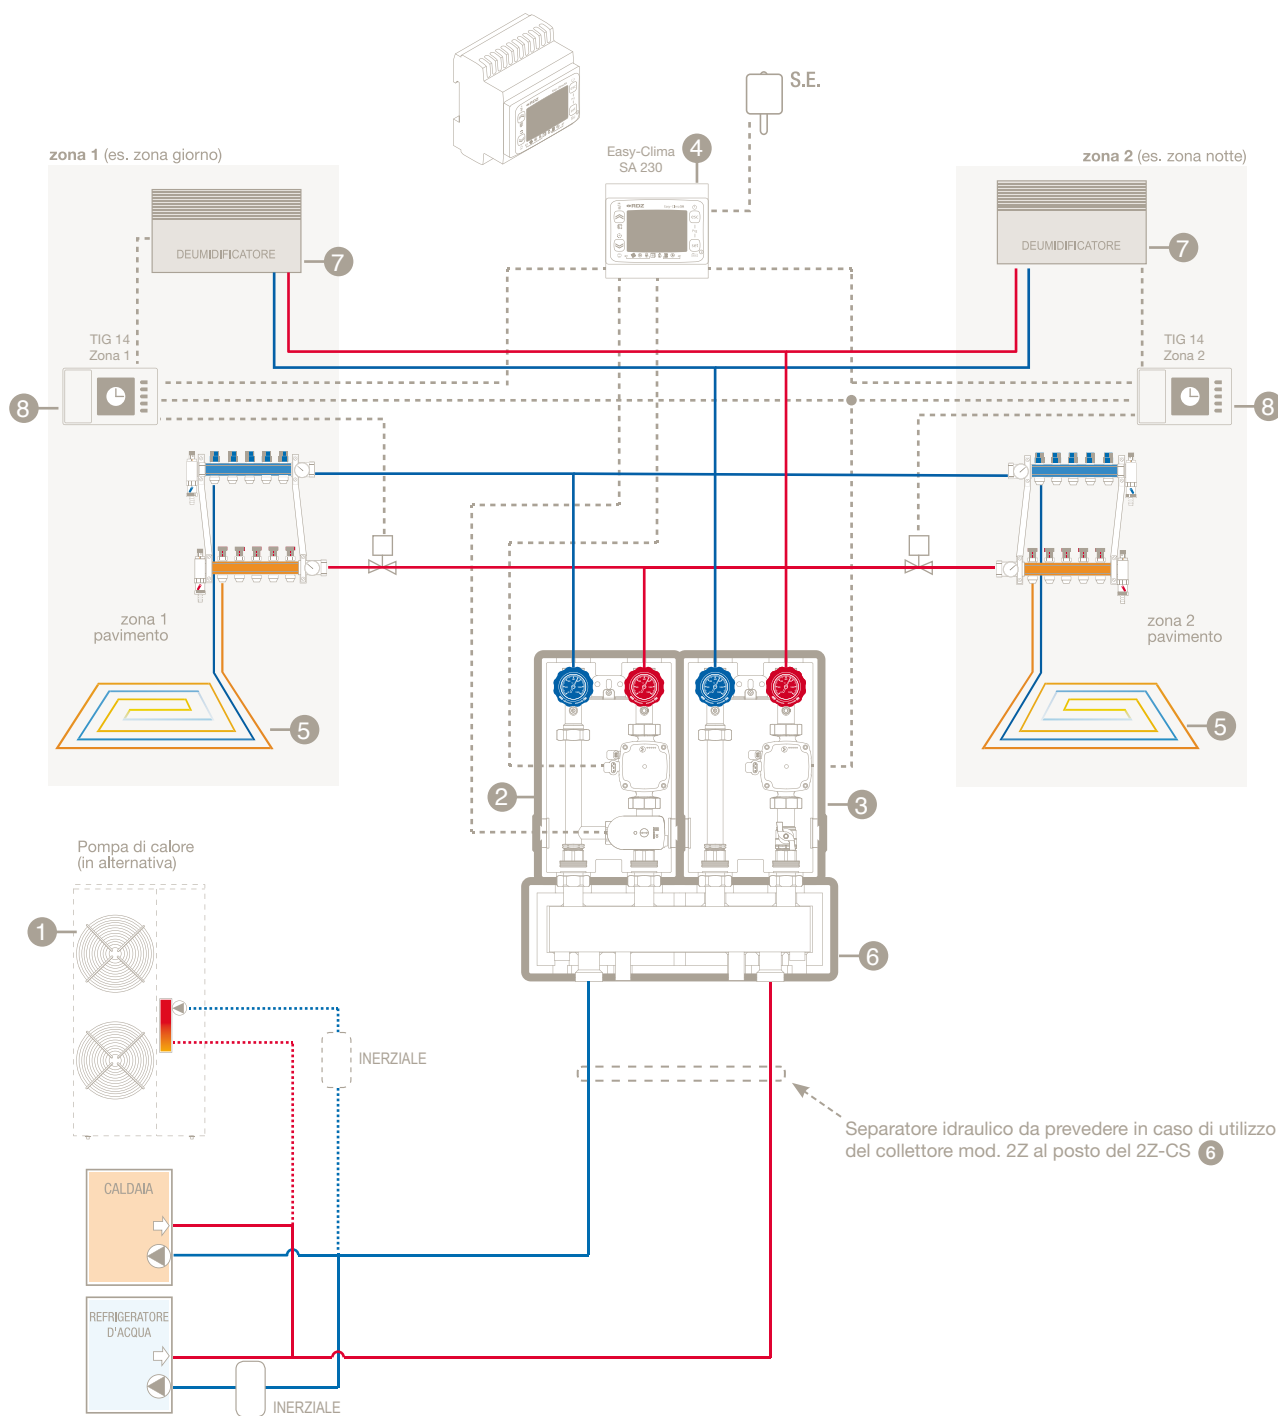 S.E.
Easy-Clima
SA 230
4
RDZ
zona 1 (es. zona giorno)
zona 2 (es. zona notte)
DEUMIDIFICATORE
7
DEUMIDIFICATORE
7
TIG 14
Zona 1
8
TIG 14
Zona 2
8
zona 1
pavimento
5
zona 2
pavimento
5
2
3
6
Pompa di calore
(in alternativa)
1
INERZIALE
Separatore idraulico da prevedere in caso di utilizzo
del collettore mod. 2Z al posto del 2Z-CS 6
CALDAIA
REFRIGERATORE
D'ACQUA
INERZIALE